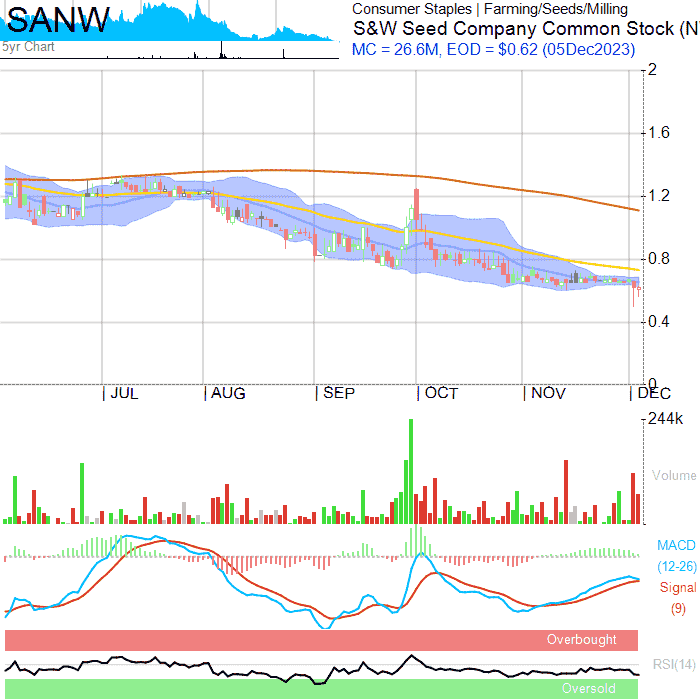 SANW
5yr Chart
Consumer Staples | Farming/Seeds/Milling
S&W Seed Company Common Stock (N
MC = 26.6M, EOD = $0.62 (05Dec2023)
2
1.6
1.2
0.8
0.4
0
JUL
AUG
SEP
OCT
NOV
DEC
244k
Volume
MACD
(12-26)
Signal
(9)
Overbought
RSI(14)
Oversold